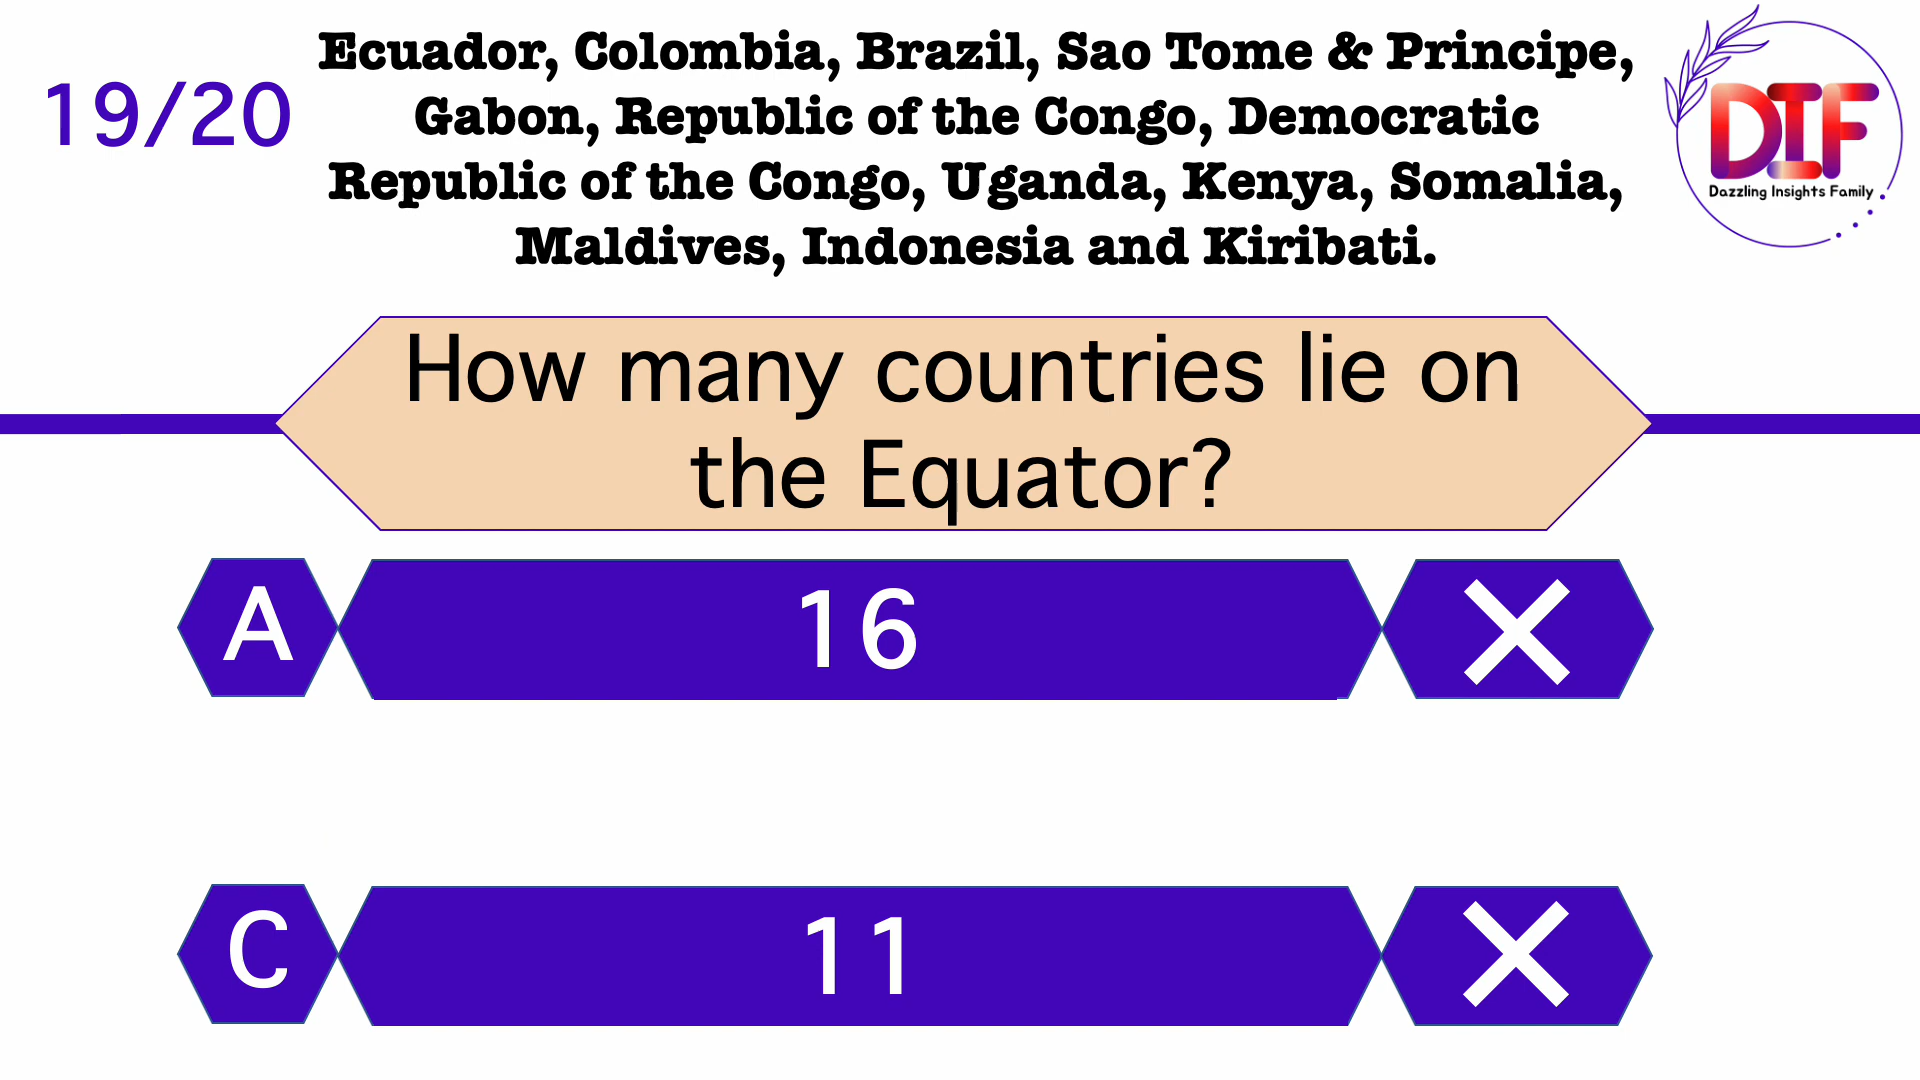 19/20
Ecuador, Colombia, Brazil, Sao Tome & Principe,
Gabon, Republic of the Congo, Democratic
Republic of the Congo, Uganda, Kenya, Somalia,
Maldives, Indonesia and Kiribati.
DIF
Dazzling Insights Family
How many countries lie on
the Equator?
A 16
C 11